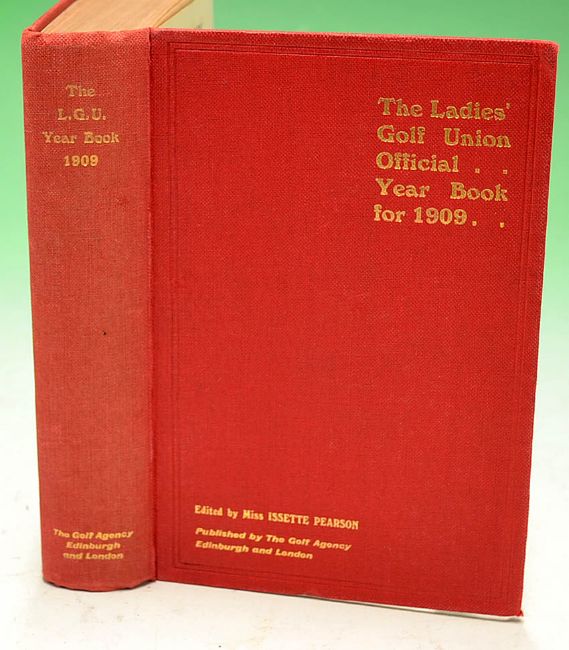 The
L.G.U.
Year Book
1909
The Golf Agency
Edinburgh
and London
The Ladies'
Golf Union
Official . .
Year Book
for 1909. .
Edited by Miss ISSETTE PEARSON
Published by The Golf Agency
Edinburgh and London